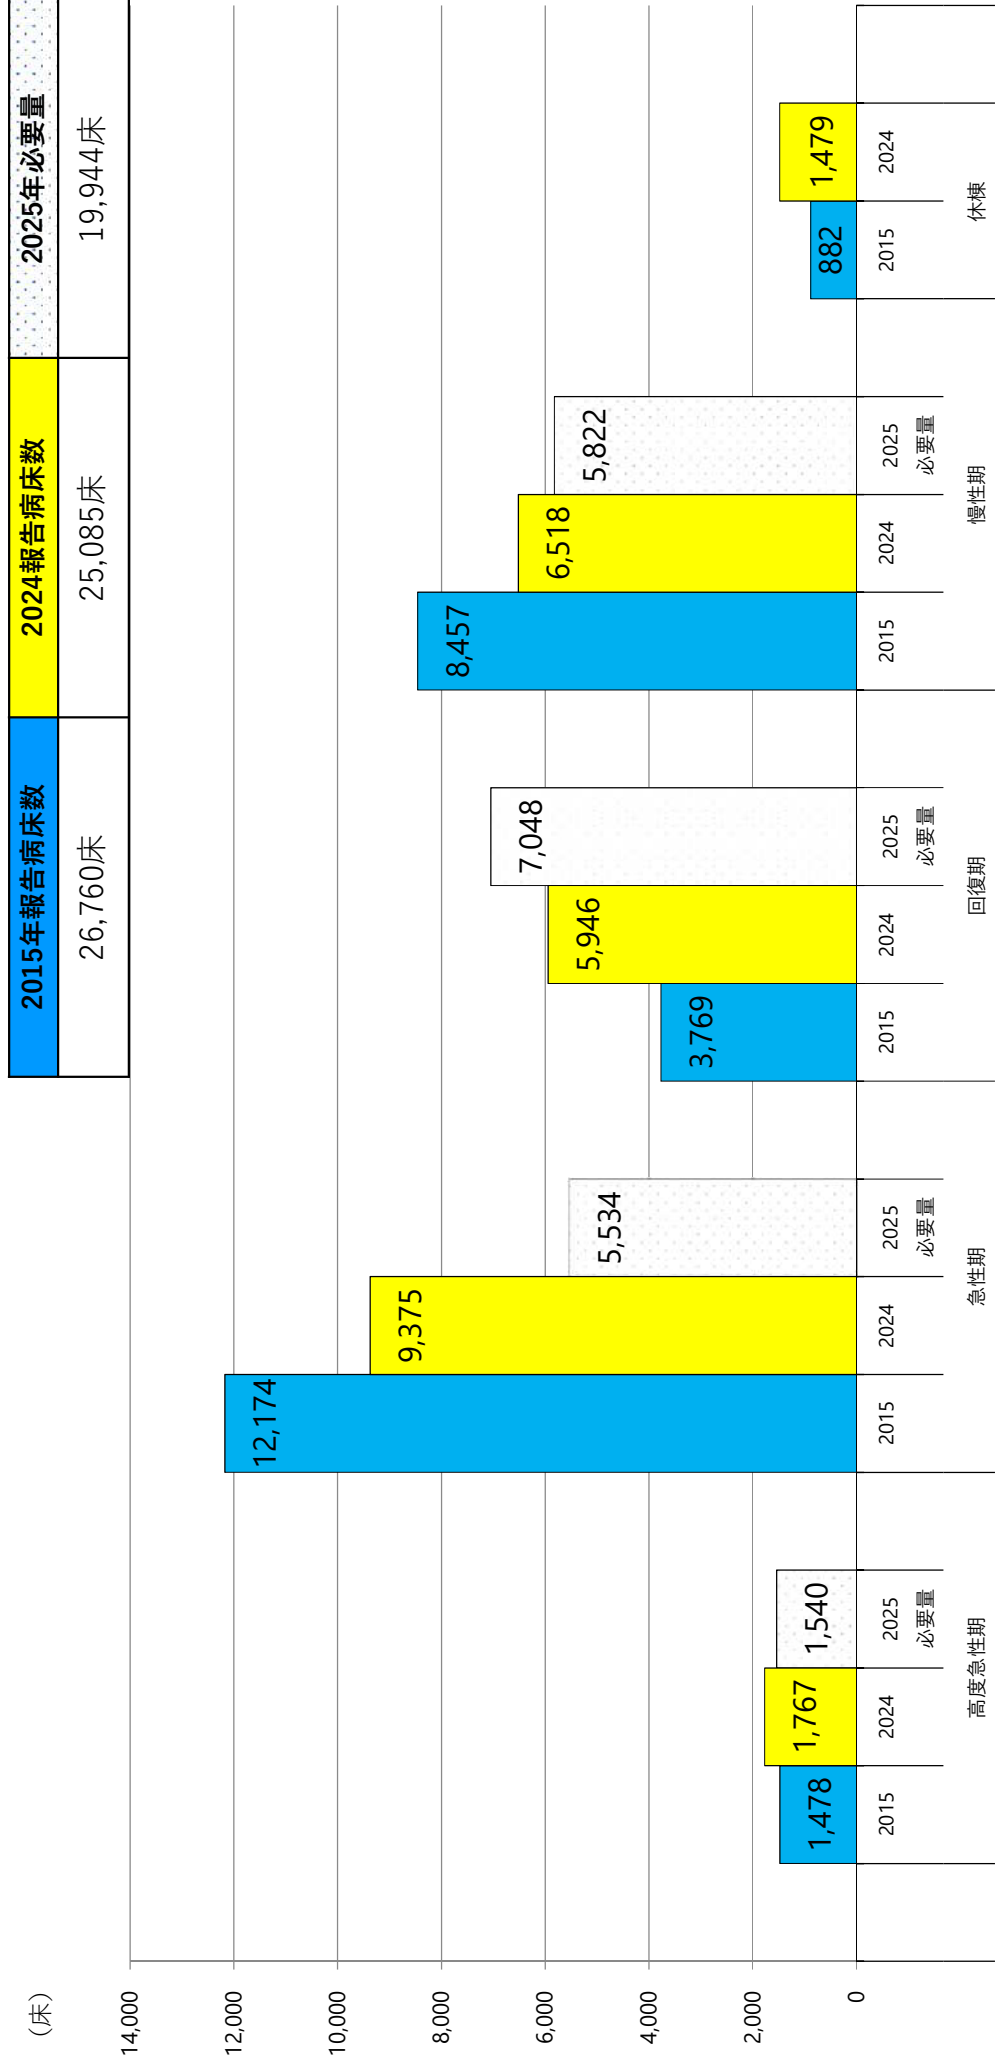 (床)
2015年報告病床数 2024報告病床数 2025年必要量
26,760床 25,085床 19,944床
14,000
12,000
10,000
8,000
6,000
4,000
2,000
0
1,478 1,767 1,540
12,174 9,375 5,534
3,769 5,946 7,048
8,457 6,518 5,822
882 1,479
2015 2024 2025 必要量 2015 2024 2025 必要量 2015 2024 2025 必要量 2015 2024 2025 必要量 2015 2024
高度急性期 急性期 回復期 慢性期 休棟